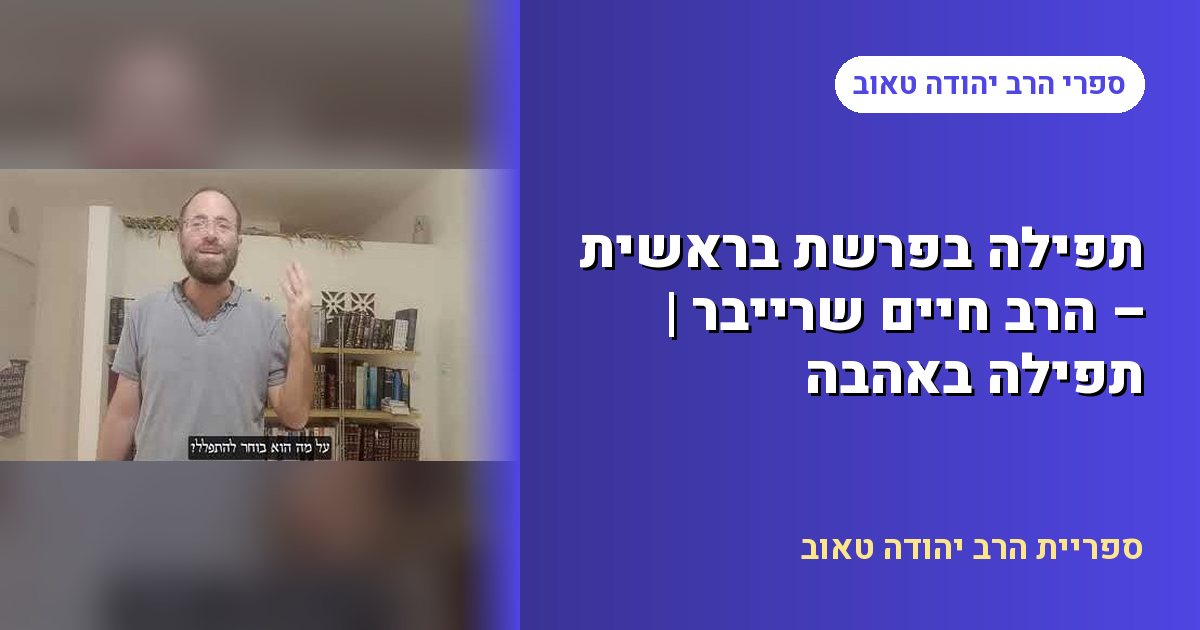 ספרי הרב יהודה טאוב
תפילה בפרשת בראשית
– הרב חיים שרייבר |
תפילה באהבה
ספריית הרב יהודה טאוב
על מה הוא בוחר להתפלל?